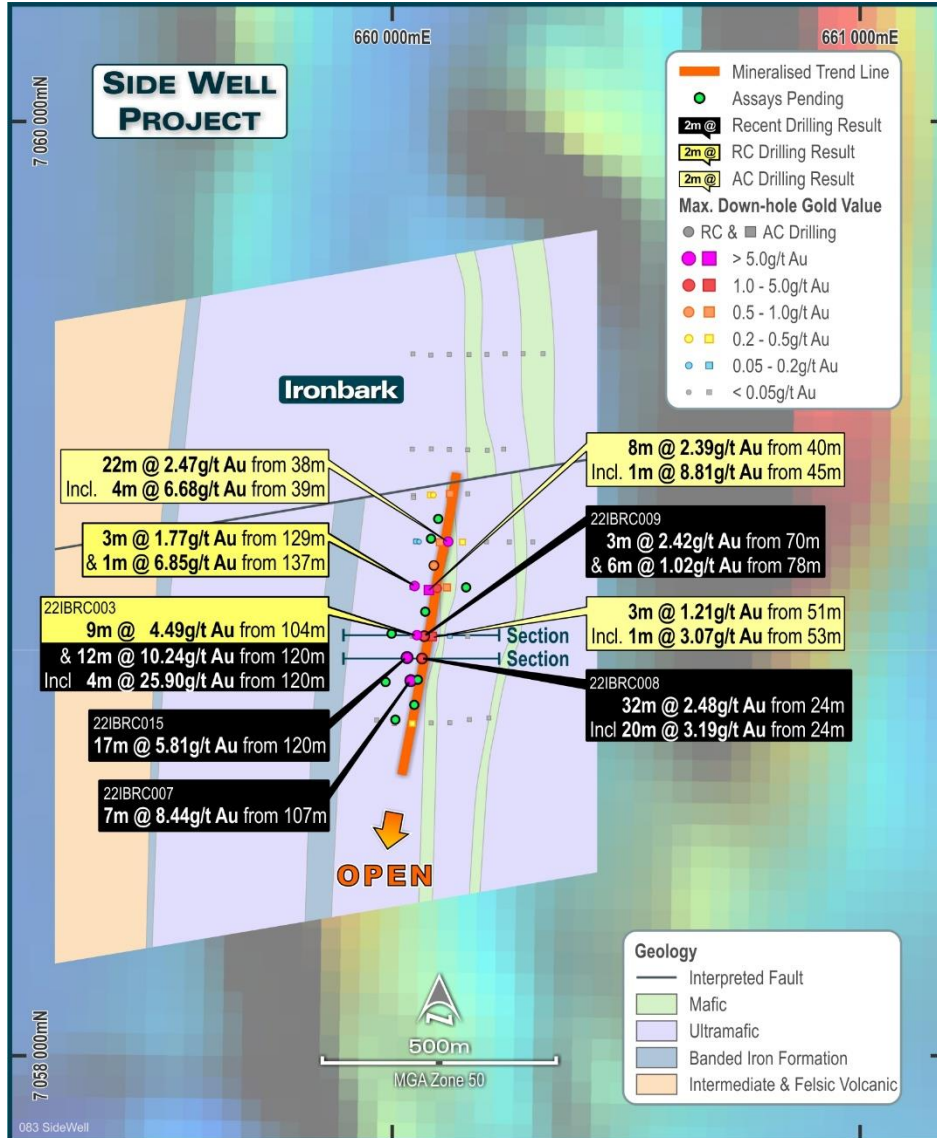 660 000mE
661 000mE
7 060 000mN
SIDE WELL
PROJECT
Mineralised Trend Line
Assays Pending
2m @ Recent Drilling Result
2m @ RC Drilling Result
2m @ AC Drilling Result
Max. Down-hole Gold Value
RC & AC Drilling
> 5.0g/t Au
1.0 - 5.0g/t Au
0.5 - 1.0g/t Au
0.2 - 0.5g/t Au
0.05 - 0.2g/t Au
< 0.05g/t Au
Ironbark
22m @ 2.47g/t Au from 38m
Incl. 4m @ 6.68g/t Au from 39m
8m @ 2.39g/t Au from 40m
Incl. 1m @ 8.81g/t Au from 45m
3m @ 1.77g/t Au from 129m
& 1m @ 6.85g/t Au from 137m
22IBRC009
3m @ 2.42g/t Au from 70m
& 6m @ 1.02g/t Au from 78m
22IBRC003
9m @ 4.49g/t Au from 104m
& 12m @ 10.24g/t Au from 120m
Incl 4m @ 25.90g/t Au from 120m
3m @ 1.21g/t Au from 51m
Incl. 1m @ 3.07g/t Au from 53m
Section
Section
22IBRC008
32m @ 2.48g/t Au from 24m
Incl 20m @ 3.19g/t Au from 24m
22IBRC015
17m @ 5.81g/t Au from 120m
22IBRC007
7m @ 8.44g/t Au from 107m
OPEN
Geology
Interpreted Fault
Mafic
Ultramafic
Banded Iron Formation
Intermediate & Felsic Volcanic
N
500m
MGA Zone 50
7 058 000mN
083 SideWell